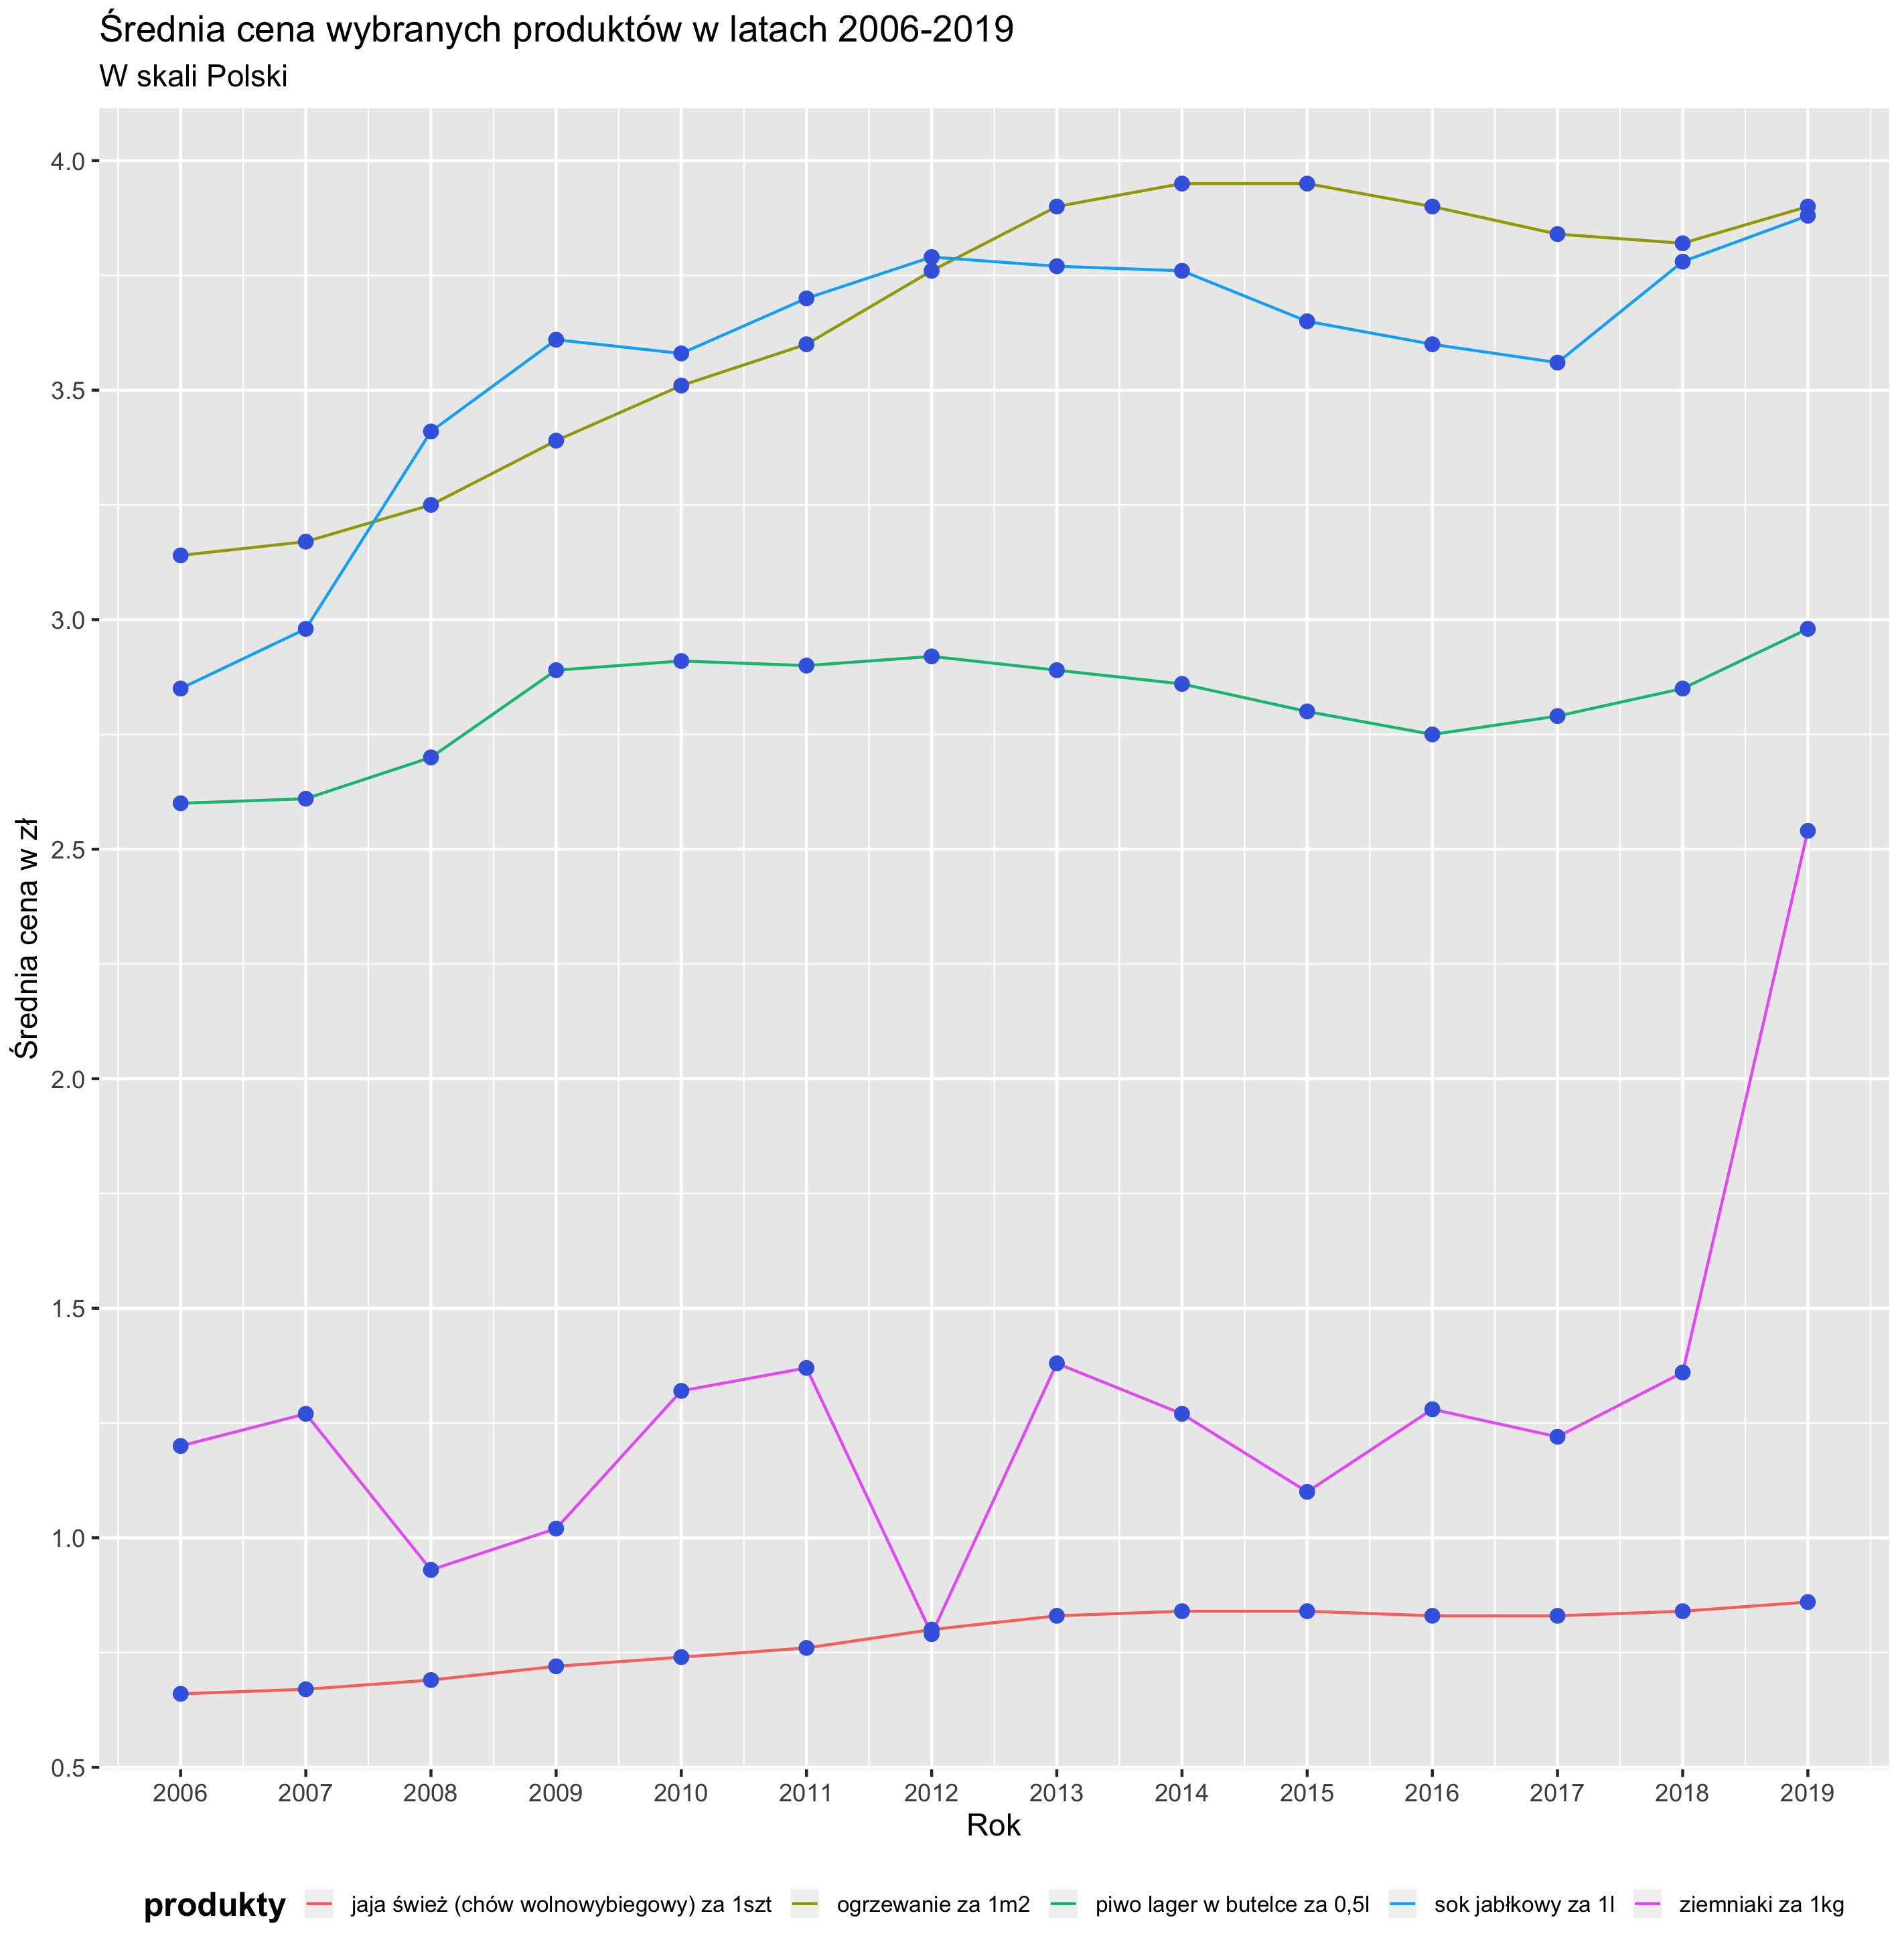 Średnia cena wybranych produktów w latach 2006-2019
W skali Polski
Średnia cena w zł
4.0
3.5
3.0
2.5
2.0
1.5
1.0
0.5
2006 2007 2008 2009 2010 2011 2012 2013 2014 2015 2016 2017 2018 2019
Rok
produkty jaja śwież (chów wolnowybiegowy) za 1szt ogrzewanie za 1m2 piwo lager w butelce za 0,5l sok jabłkowy za 1l ziemniaki za 1kg